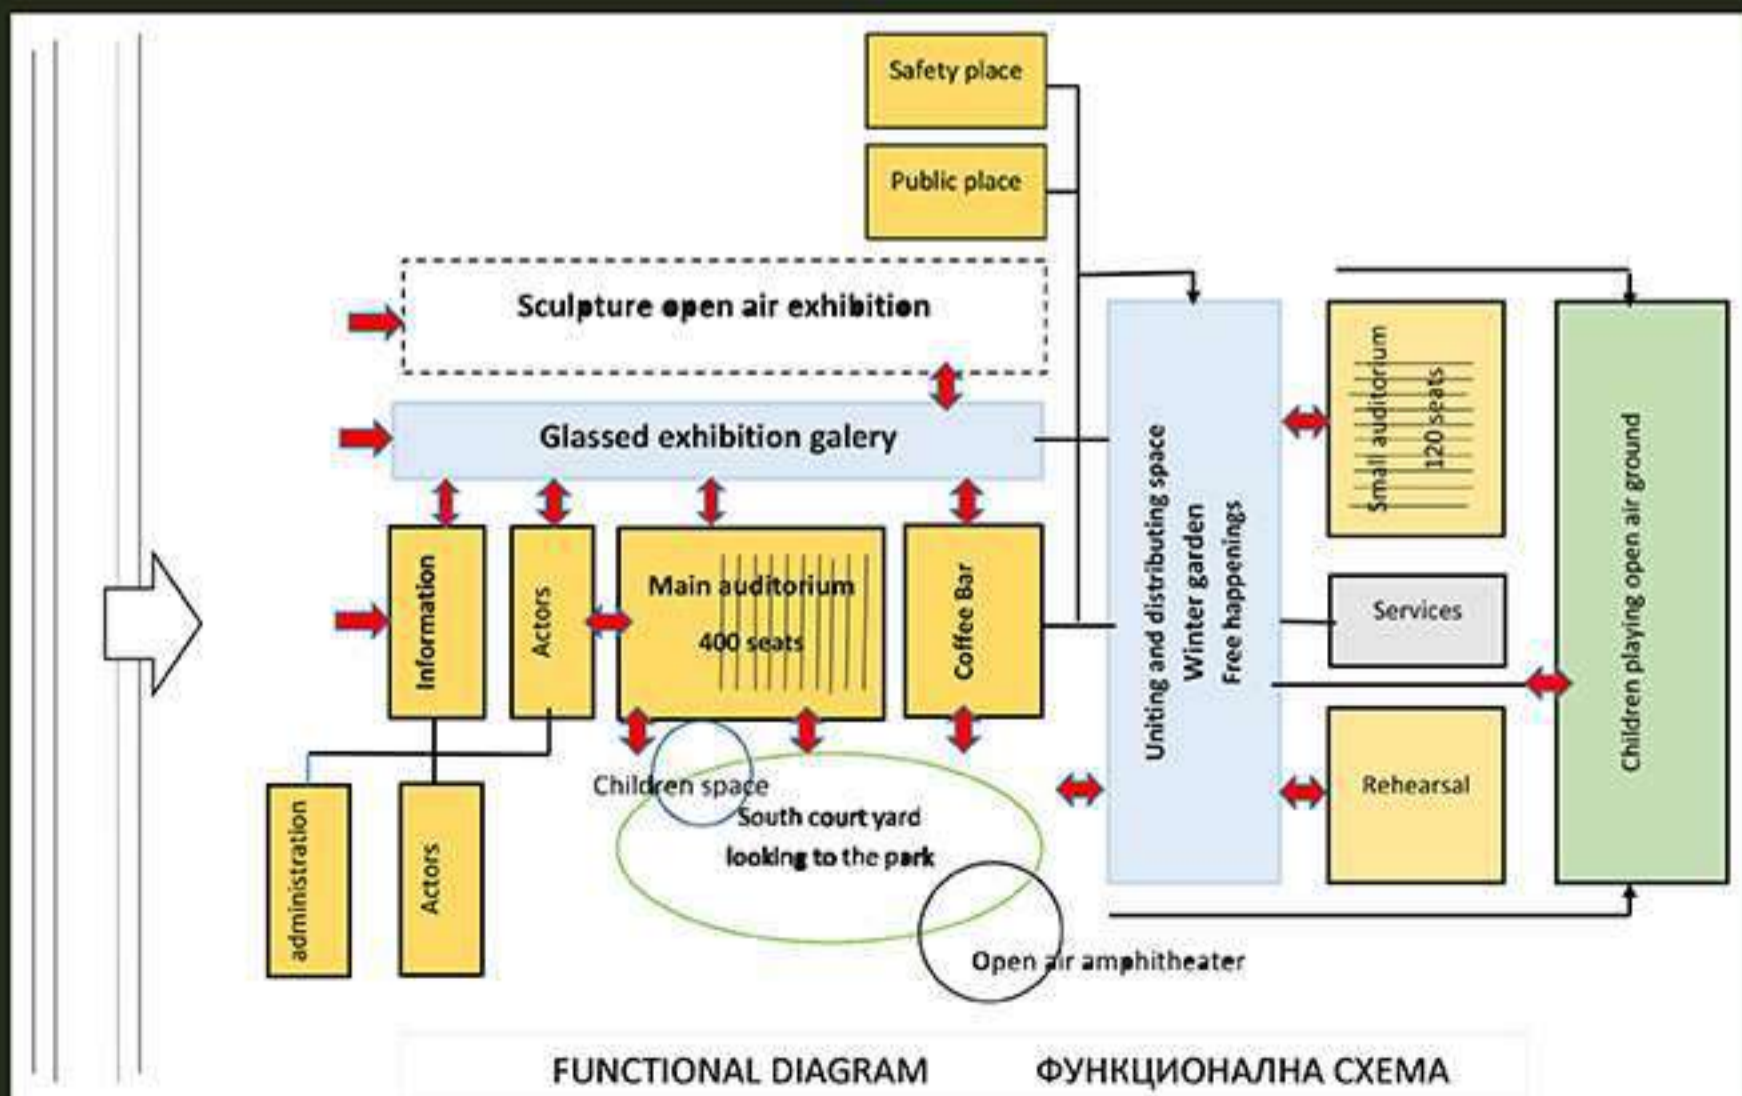 Safety place
Public place
Sculpture open air exhibition
Glassed exhibition galery
Information
Actors
Main auditorium
400 seats
Coffee Bar
Uniting and distributing space
Winter garden
Free happenings
Small auditorium
120 seats
Services
Rehearsal
Children playing open air ground
administration
Actors
Children space
South court yard
looking to the park
Open air amphitheater
FUNCTIONAL DIAGRAM ФУНКЦИОНАЛНА СХЕМА